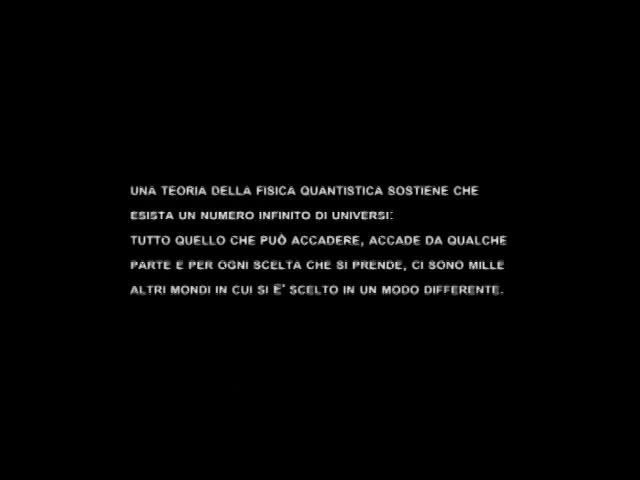 UNA TEORIA DELLA FISICA QUANTISTICA SOSTIENE CHE
ESISTA UN NUMERO INFINITO DI UNIVERSI:
TUTTO QUELLO CHE PUÒ ACCADERE, ACCADE DA QUALCHE
PARTE E PER OGNI SCELTA CHE SI PRENDE, CI SONO MILLE
ALTRI MONDI IN CUI SI E' SCELTO IN UN MODO DIFFERENTE.